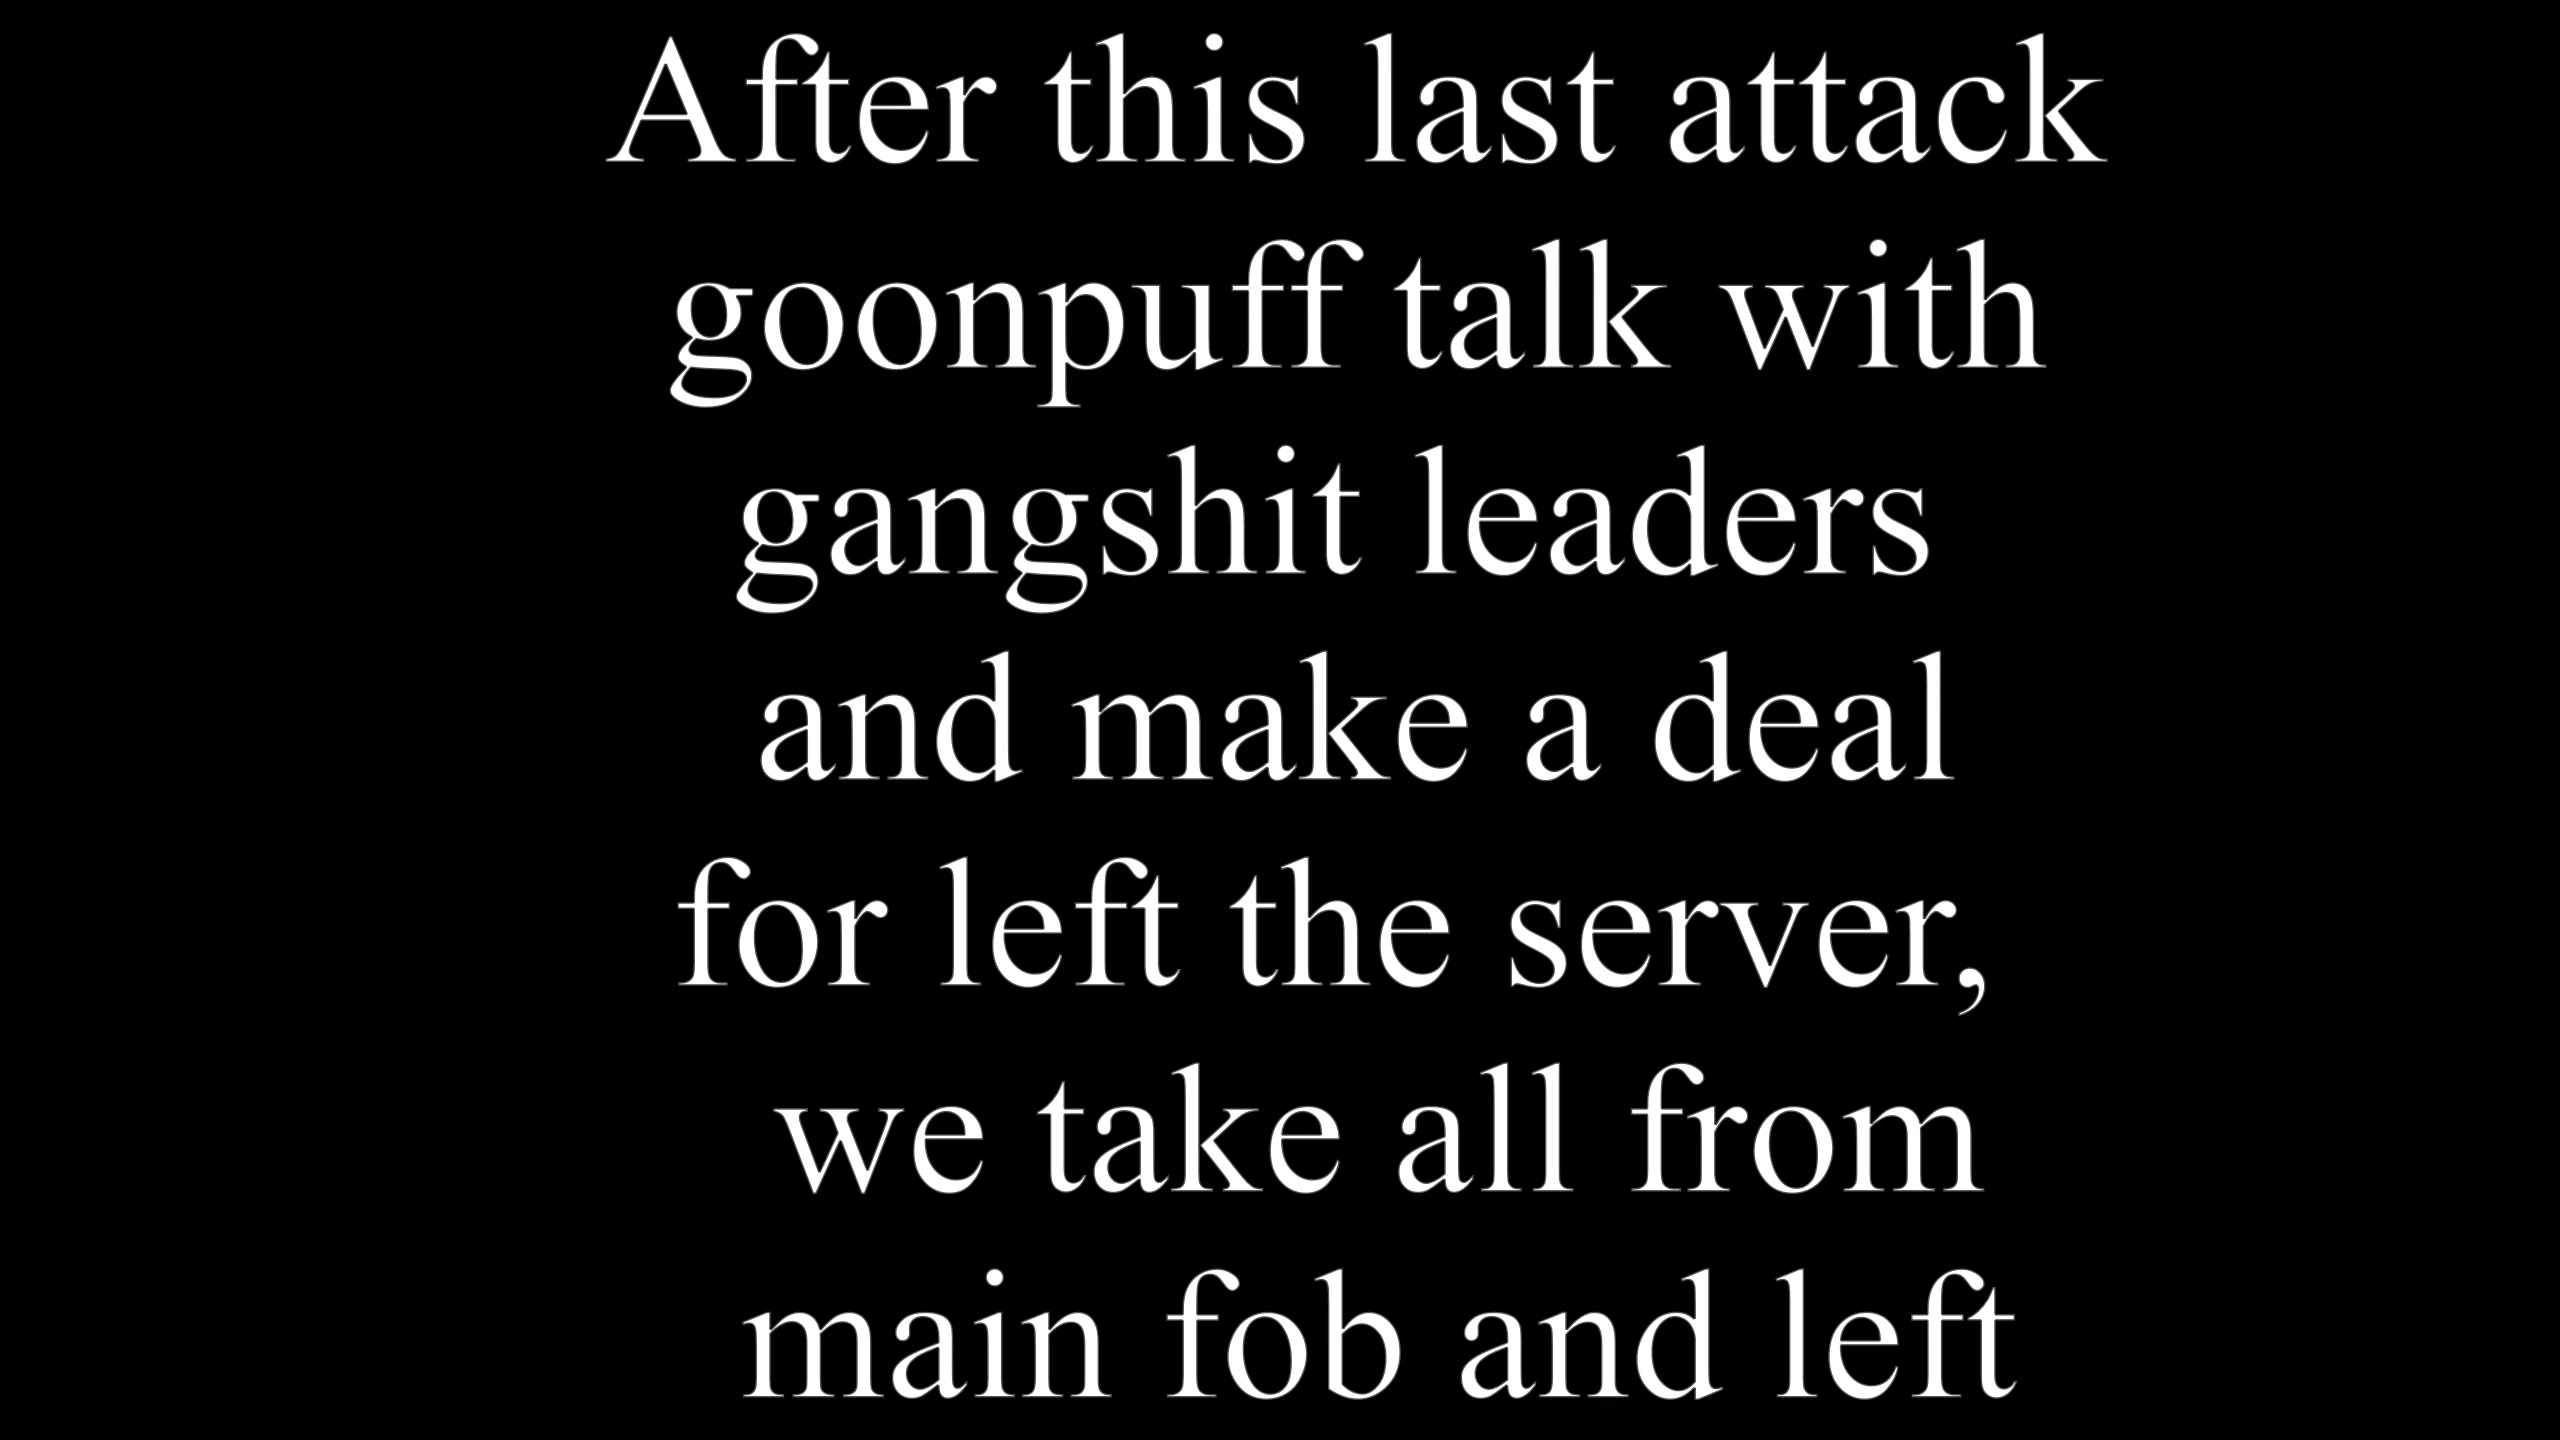 After this last attack
goonpuff talk with
gangshit leaders
and make a deal
for left the server,
we take all from
main fob and left